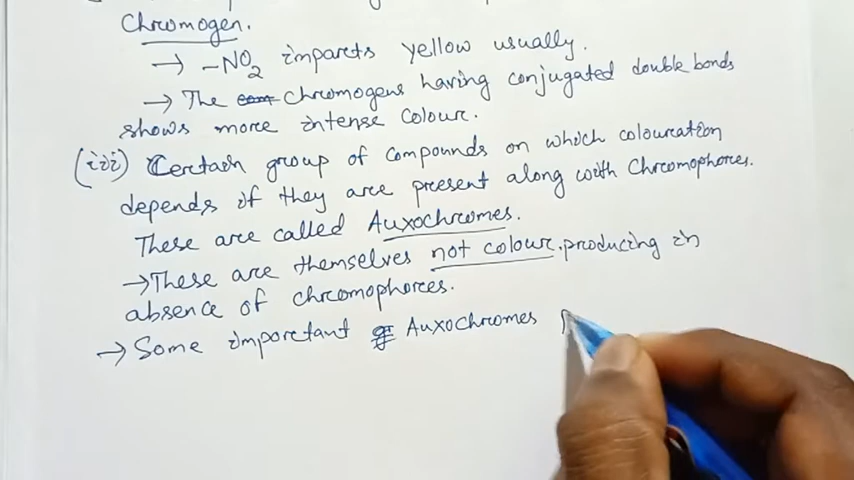 Chromogen.
→ -NO2 imparts yellow usually.
→ The com Chromogens having conjugated double bonds
shows more intense colour.
(iii) Certain group of compounds on which colouration
depends if they are present along with Chromophores.
These are called Auxochromes.
→ These are themselves not colour producing in
absence of chromophores.
→ Some important Auxochromes